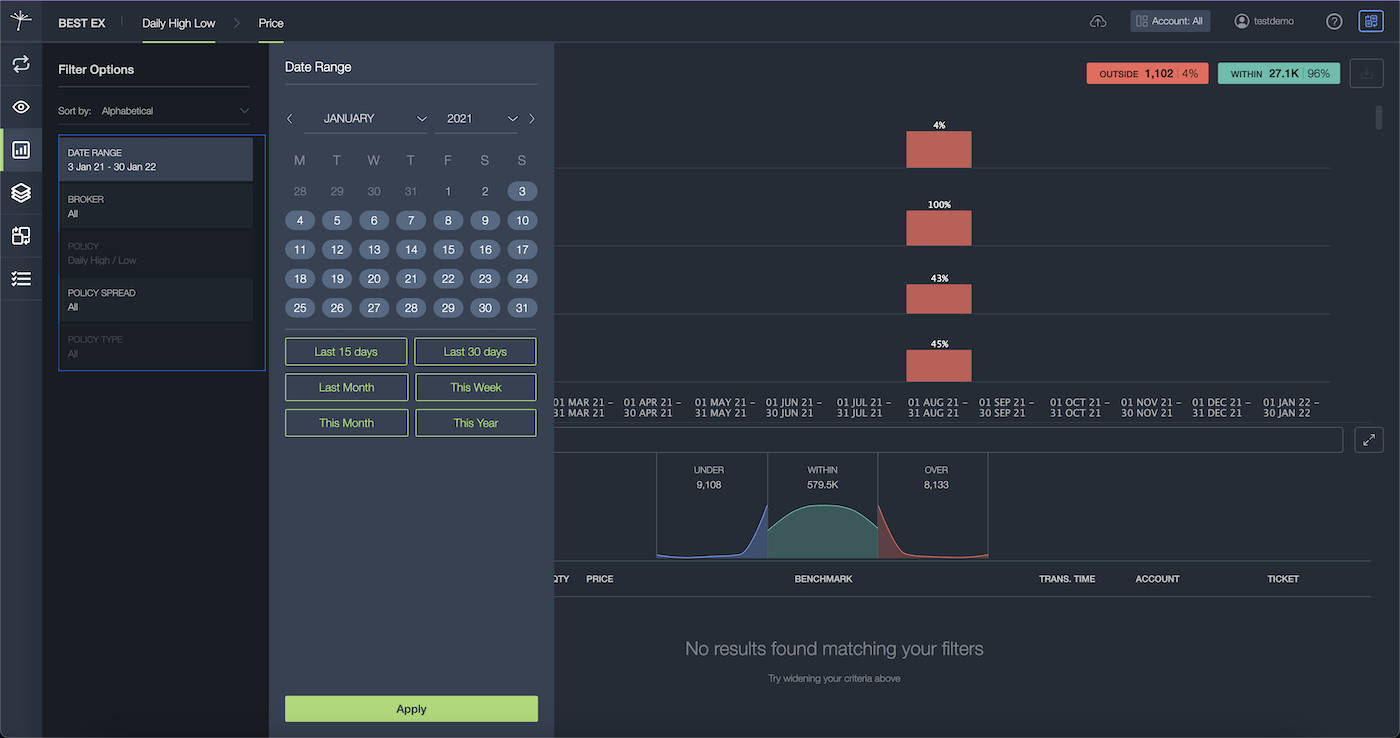 BEST EX
Daily High Low
Price
Account: All
testdemo
?
Filter Options
Sort by: Alphabetical
DATE RANGE
3 Jan 21 - 30 Jan 22
BROKER
All
POLICY
Daily High / Low
POLICY SPREAD
All
POLICY TYPE
All
Date Range
JANUARY 2021
M T W T F S S
28 29 30 31 1 2 3
4 5 6 7 8 9 10
11 12 13 14 15 16 17
18 19 20 21 22 23 24
25 26 27 28 29 30 31
Last 15 days
Last 30 days
Last Month
This Week
This Month
This Year
Apply
OUTSIDE 1,102 | 4%
WITHIN 27.1K | 96%
4%
100%
43%
45%
01 MAR 21 – 01 APR 21 – 01 MAY 21 – 01 JUN 21 – 01 JUL 21 – 01 AUG 21 – 01 SEP 21 – 01 OCT 21 – 01 NOV 21 – 01 DEC 21 – 01 JAN 22 –
31 MAR 21 30 APR 21 31 MAY 21 30 JUN 21 31 JUL 21 31 AUG 21 30 SEP 21 31 OCT 21 30 NOV 21 31 DEC 21 30 JAN 22
UNDER WITHIN OVER
9,108 579.5K 8,133
QTY PRICE BENCHMARK TRANS. TIME ACCOUNT TICKET
No results found matching your filters
Try widening your criteria above